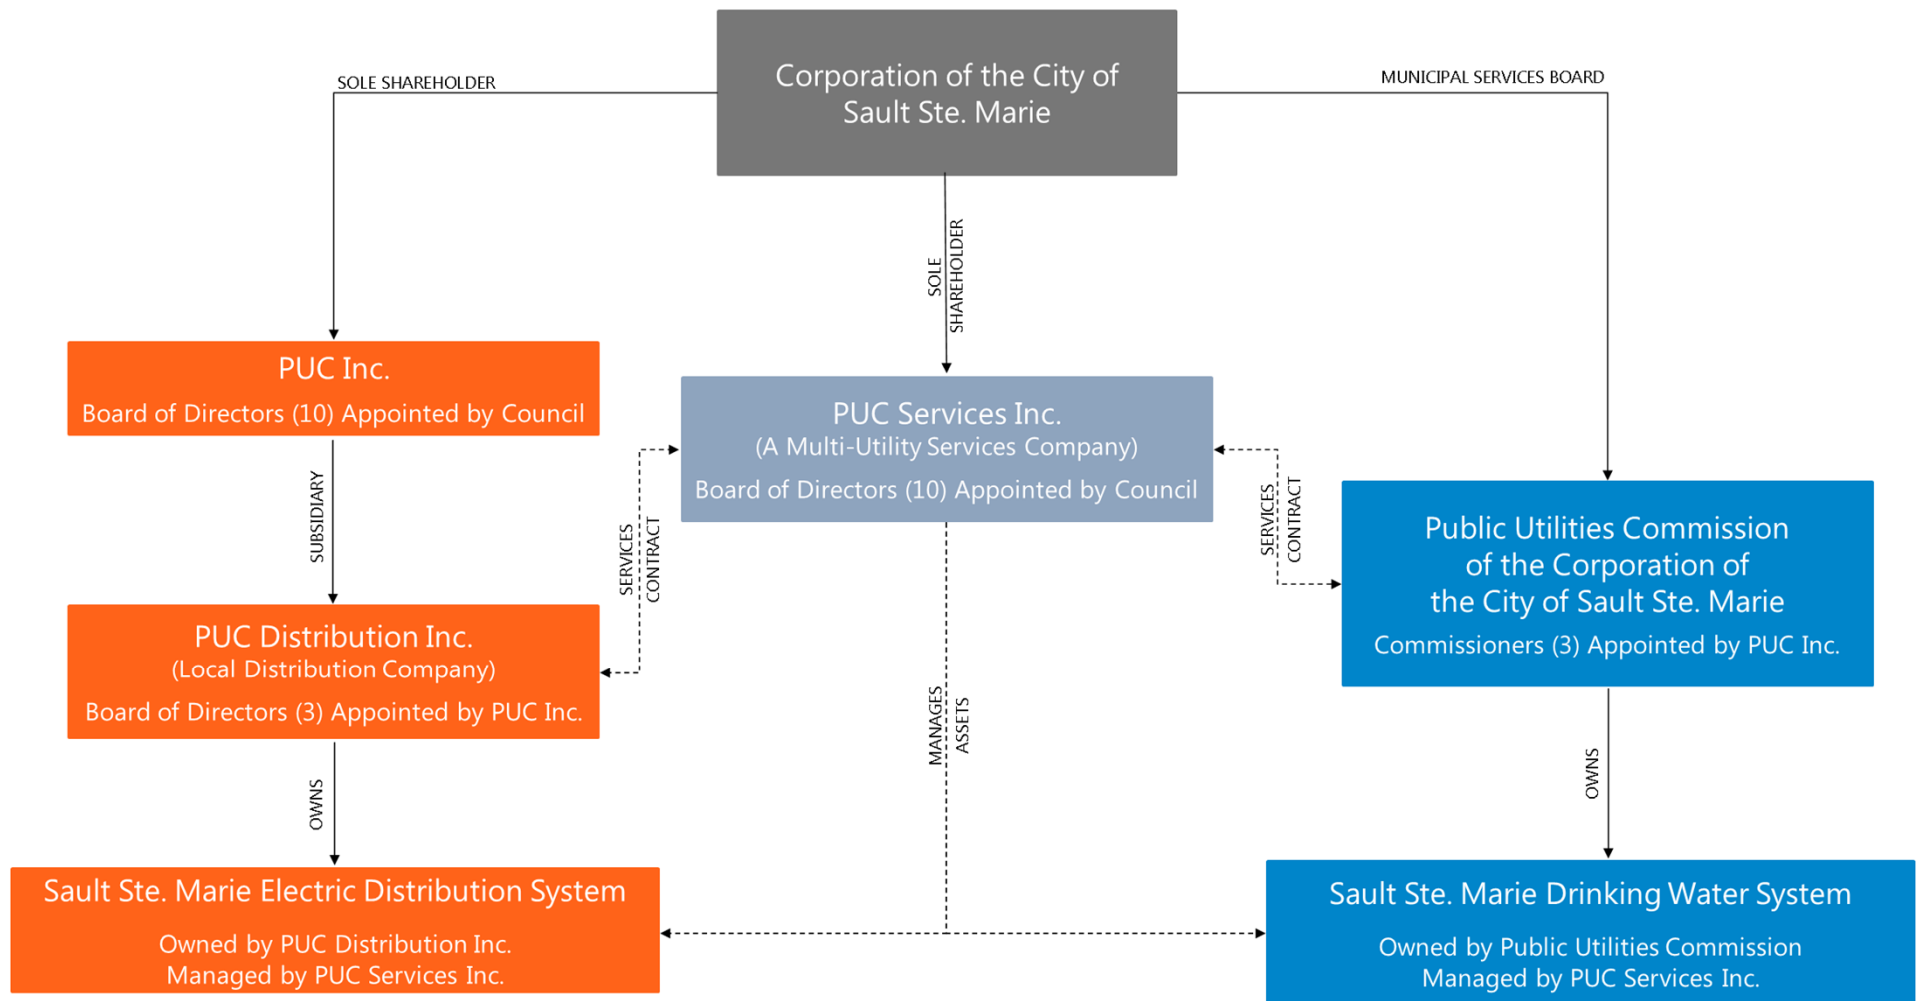 Corporation of the City of
Sault Ste. Marie
SOLE SHAREHOLDER
MUNICIPAL SERVICES BOARD
SOLE
SHAREHOLDER
PUC Inc.
Board of Directors (10) Appointed by Council
PUC Services Inc.
(A Multi-Utility Services Company)
Board of Directors (10) Appointed by Council
SUBSIDIARY
SERVICES
CONTRACT
SERVICES
CONTRACT
Public Utilities Commission
of the Corporation of
the City of Sault Ste. Marie
Commissioners (3) Appointed by PUC Inc.
PUC Distribution Inc.
(Local Distribution Company)
Board of Directors (3) Appointed by PUC Inc.
MANAGES
ASSETS
OWNS
OWNS
Sault Ste. Marie Electric Distribution System
Owned by PUC Distribution Inc.
Managed by PUC Services Inc.
Sault Ste. Marie Drinking Water System
Owned by Public Utilities Commission
Managed by PUC Services Inc.